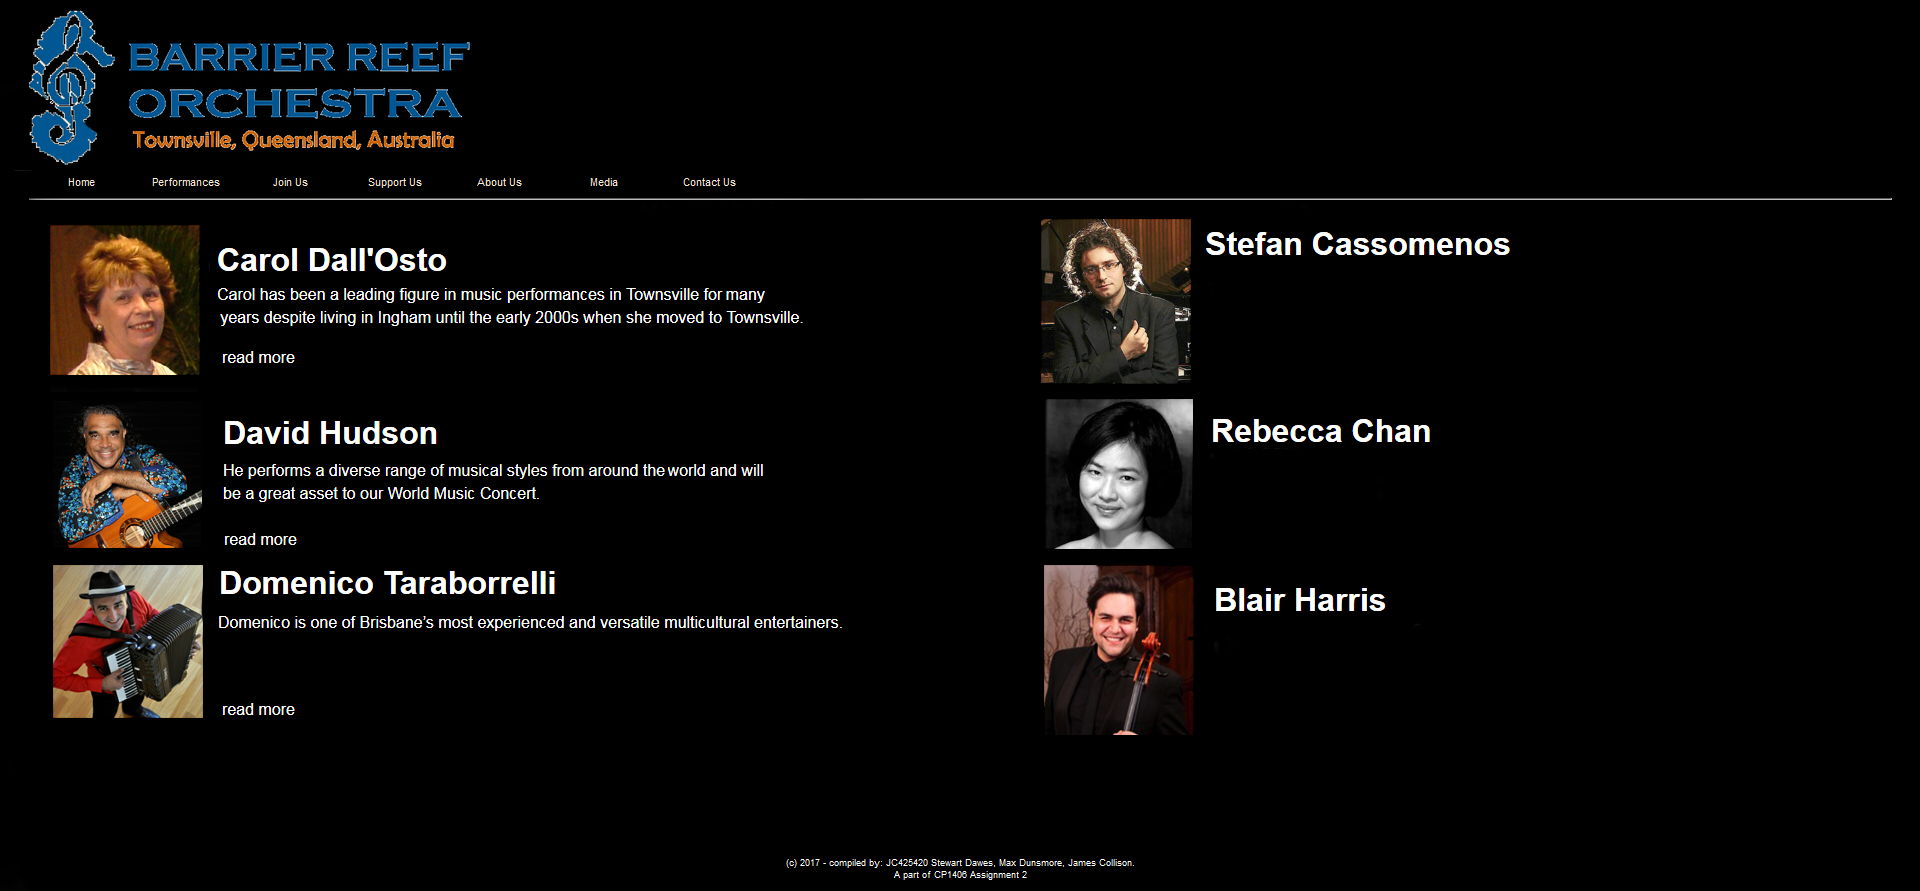 BARRIER REEF
ORCHESTRA
Townsville, Queensland, Australia
Home Performances Join Us Support Us About Us Media Contact Us
Carol Dall'Osto
Carol has been a leading figure in music performances in Townsville for many
years despite living in Ingham until the early 2000s when she moved to Townsville.
read more
David Hudson
He performs a diverse range of musical styles from around the world and will
be a great asset to our World Music Concert.
read more
Domenico Taraborrelli
Domenico is one of Brisbane's most experienced and versatile multicultural entertainers.
read more
Stefan Cassomenos
Rebecca Chan
Blair Harris
(c) 2017 - compiled by: JC425420 Stewart Dawes, Max Dunsmore, James Collison.
A part of CP1406 Assignment 2